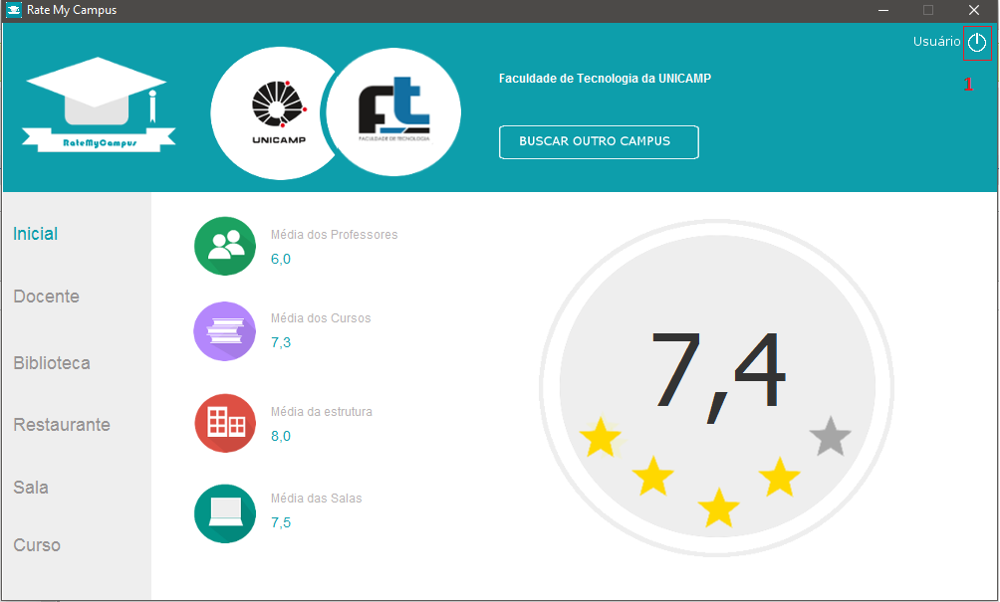 Rate My Campus
Usuário
1
RateMyCampus
UNICAMP
ft
FACULDADE DE TECNOLOGIA
Faculdade de Tecnologia da UNICAMP
BUSCAR OUTRO CAMPUS
Inicial
Docente
Biblioteca
Restaurante
Sala
Curso
Média dos Professores
6,0
Média dos Cursos
7,3
Média da estrutura
8,0
Média das Salas
7,5
7,4